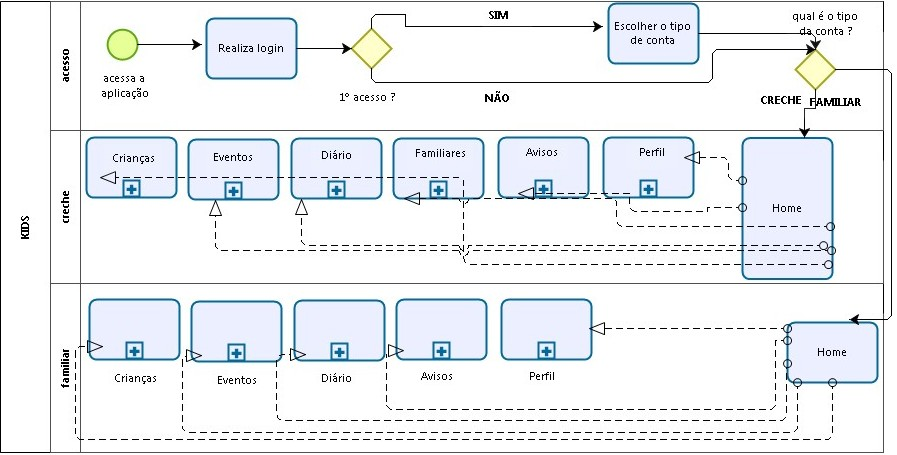 KIDS
acesso
acessa a
aplicação
Realiza login
1º acesso ?
SIM
NÃO
Escolher o tipo
de conta
qual é o tipo
da conta ?
CRECHE
FAMILIAR
creche
Crianças
Eventos
Diário
Familiares
Avisos
Perfil
Home
familiar
Crianças
Eventos
Diário
Avisos
Perfil
Home